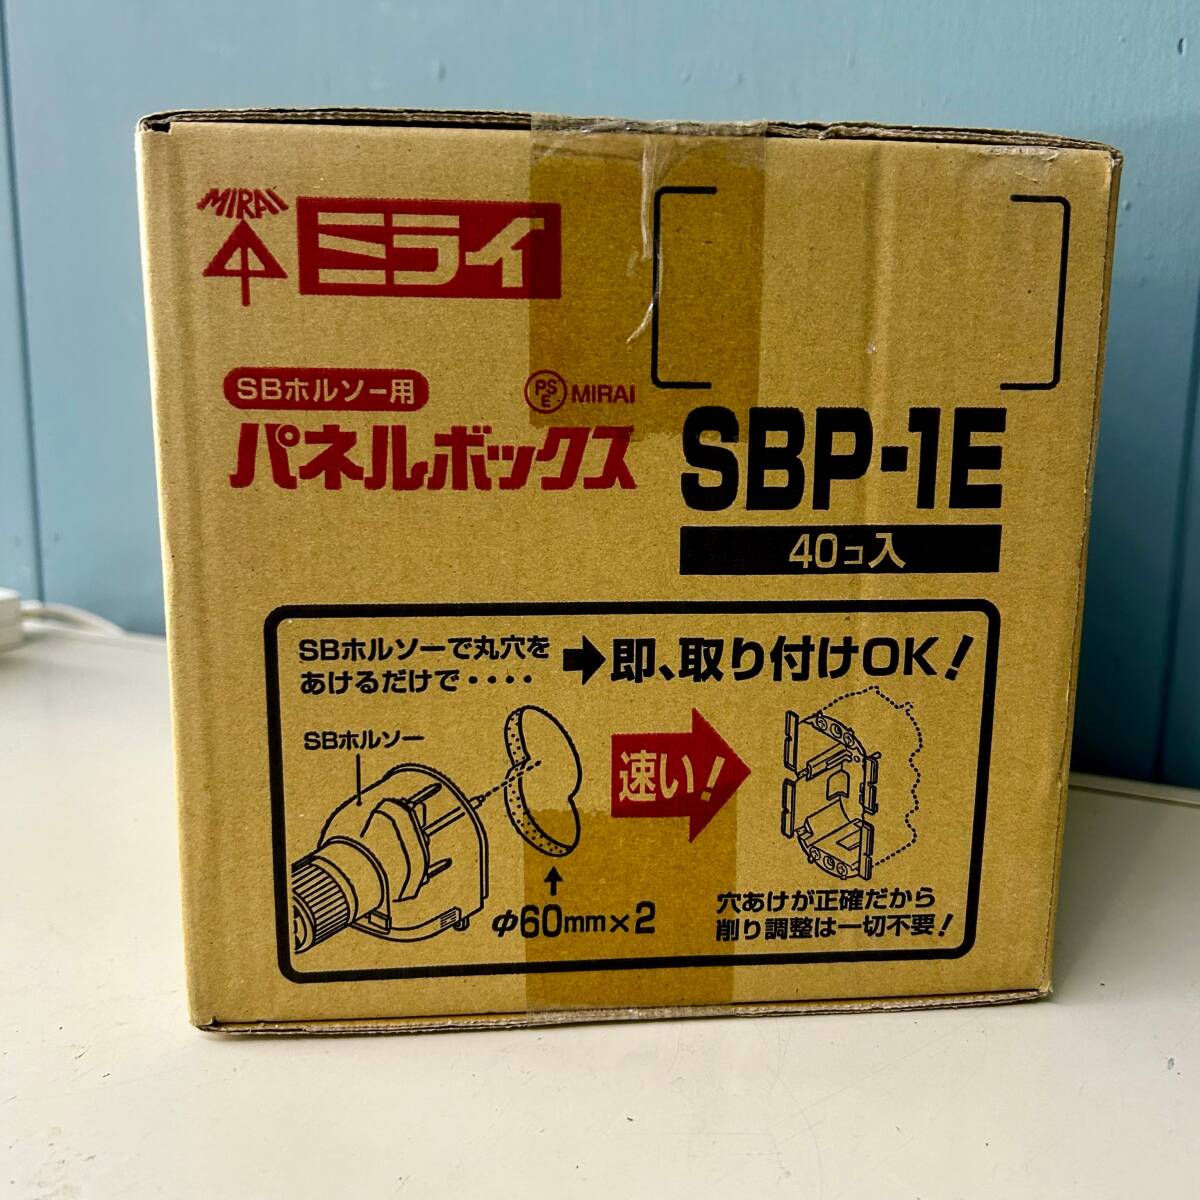 MIRAI
ミライ
SBホルソー用
PSE MIRAI
パネルボックス
SBP-1E
40コ入
SBホルソーで丸穴を
あけるだけで・・・・
➡即、取り付けOK!
SBホルソー
速い!
φ60mm×2
穴あけが正確だから
削り調整は一切不要!